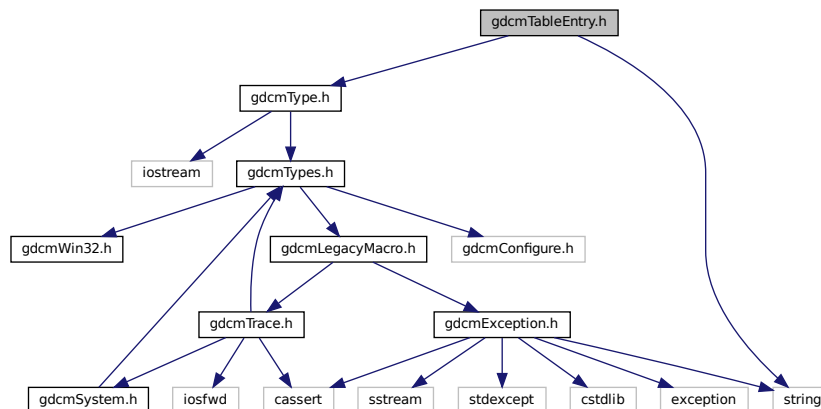 gdcmTableEntry.h
gdcmType.h
iostream
gdcmTypes.h
gdcmWin32.h
gdcmLegacyMacro.h
gdcmConfigure.h
gdcmTrace.h
gdcmException.h
gdcmSystem.h
iosfwd
cassert
sstream
stdexcept
cstdlib
exception
string